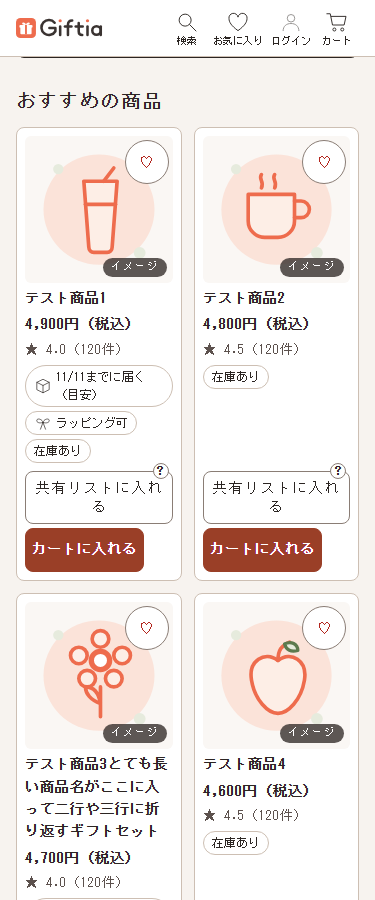 Giftia
検索
お気に入り
ログイン
カート
おすすめの商品
イメージ
テスト商品1
4,900円（税込）
★ 4.0（120件）
11/11までに届く
（目安）
ラッピング可
在庫あり
?
共有リストに入れ
る
カートに入れる
イメージ
テスト商品2
4,800円（税込）
★ 4.5（120件）
在庫あり
?
共有リストに入れ
る
カートに入れる
イメージ
テスト商品3とても長
い商品名がここに入
って二行や三行に折
り返すギフトセット
4,700円（税込）
★ 4.0（120件）
イメージ
テスト商品4
4,600円（税込）
★ 4.5（120件）
在庫あり